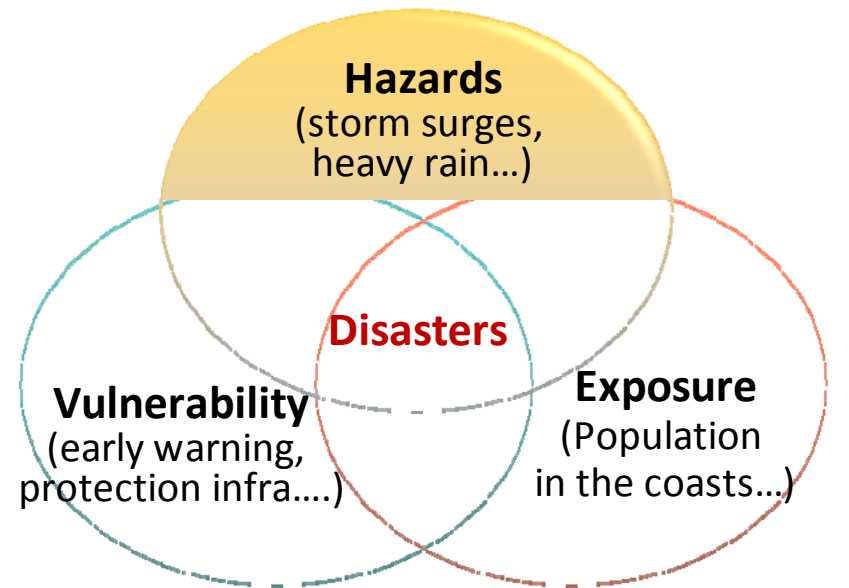 Hazards
(storm surges,
heavy rain…)
Disasters
Vulnerability
(early warning,
protection infra….)
Exposure
(Population
in the coasts…)